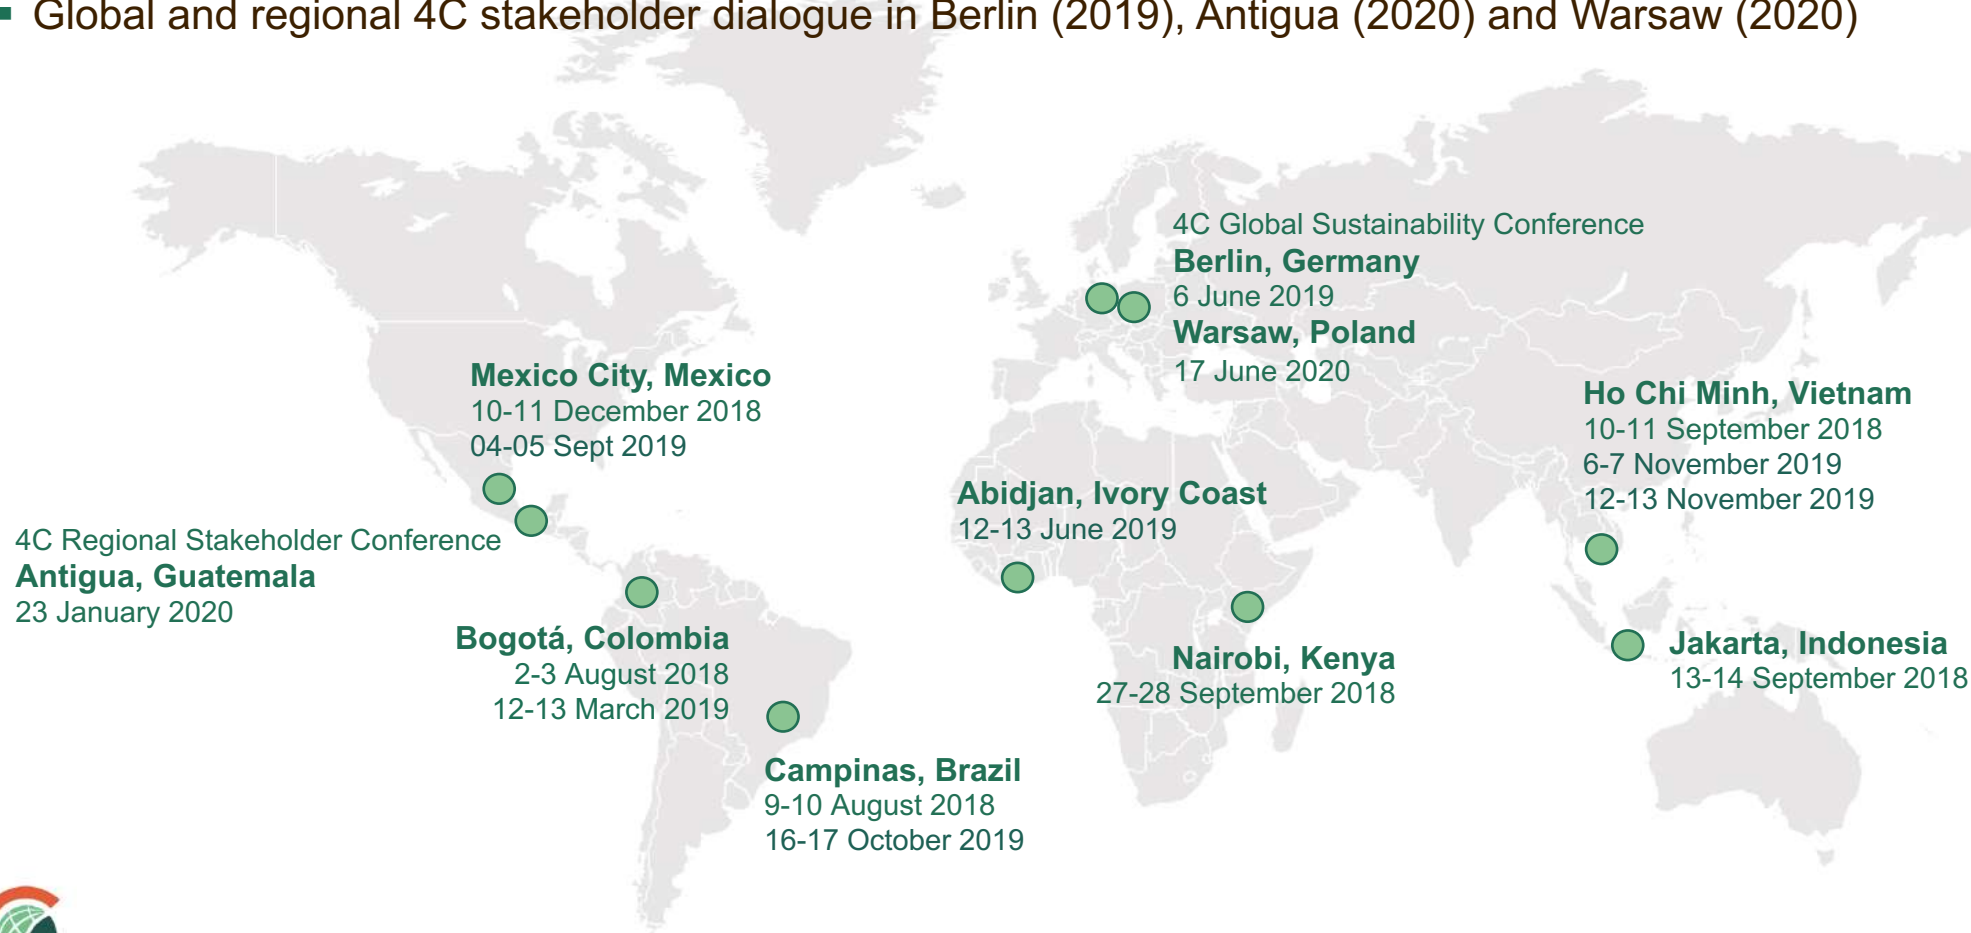 ▪ Global and regional 4C stakeholder dialogue in Berlin (2019), Antigua (2020) and Warsaw (2020)
4C Global Sustainability Conference
Berlin, Germany
6 June 2019
Warsaw, Poland
17 June 2020
Mexico City, Mexico
10-11 December 2018
04-05 Sept 2019
Ho Chi Minh, Vietnam
10-11 September 2018
6-7 November 2019
12-13 November 2019
Abidjan, Ivory Coast
12-13 June 2019
4C Regional Stakeholder Conference
Antigua, Guatemala
23 January 2020
Bogotá, Colombia
2-3 August 2018
12-13 March 2019
Nairobi, Kenya
27-28 September 2018
Jakarta, Indonesia
13-14 September 2018
Campinas, Brazil
9-10 August 2018
16-17 October 2019